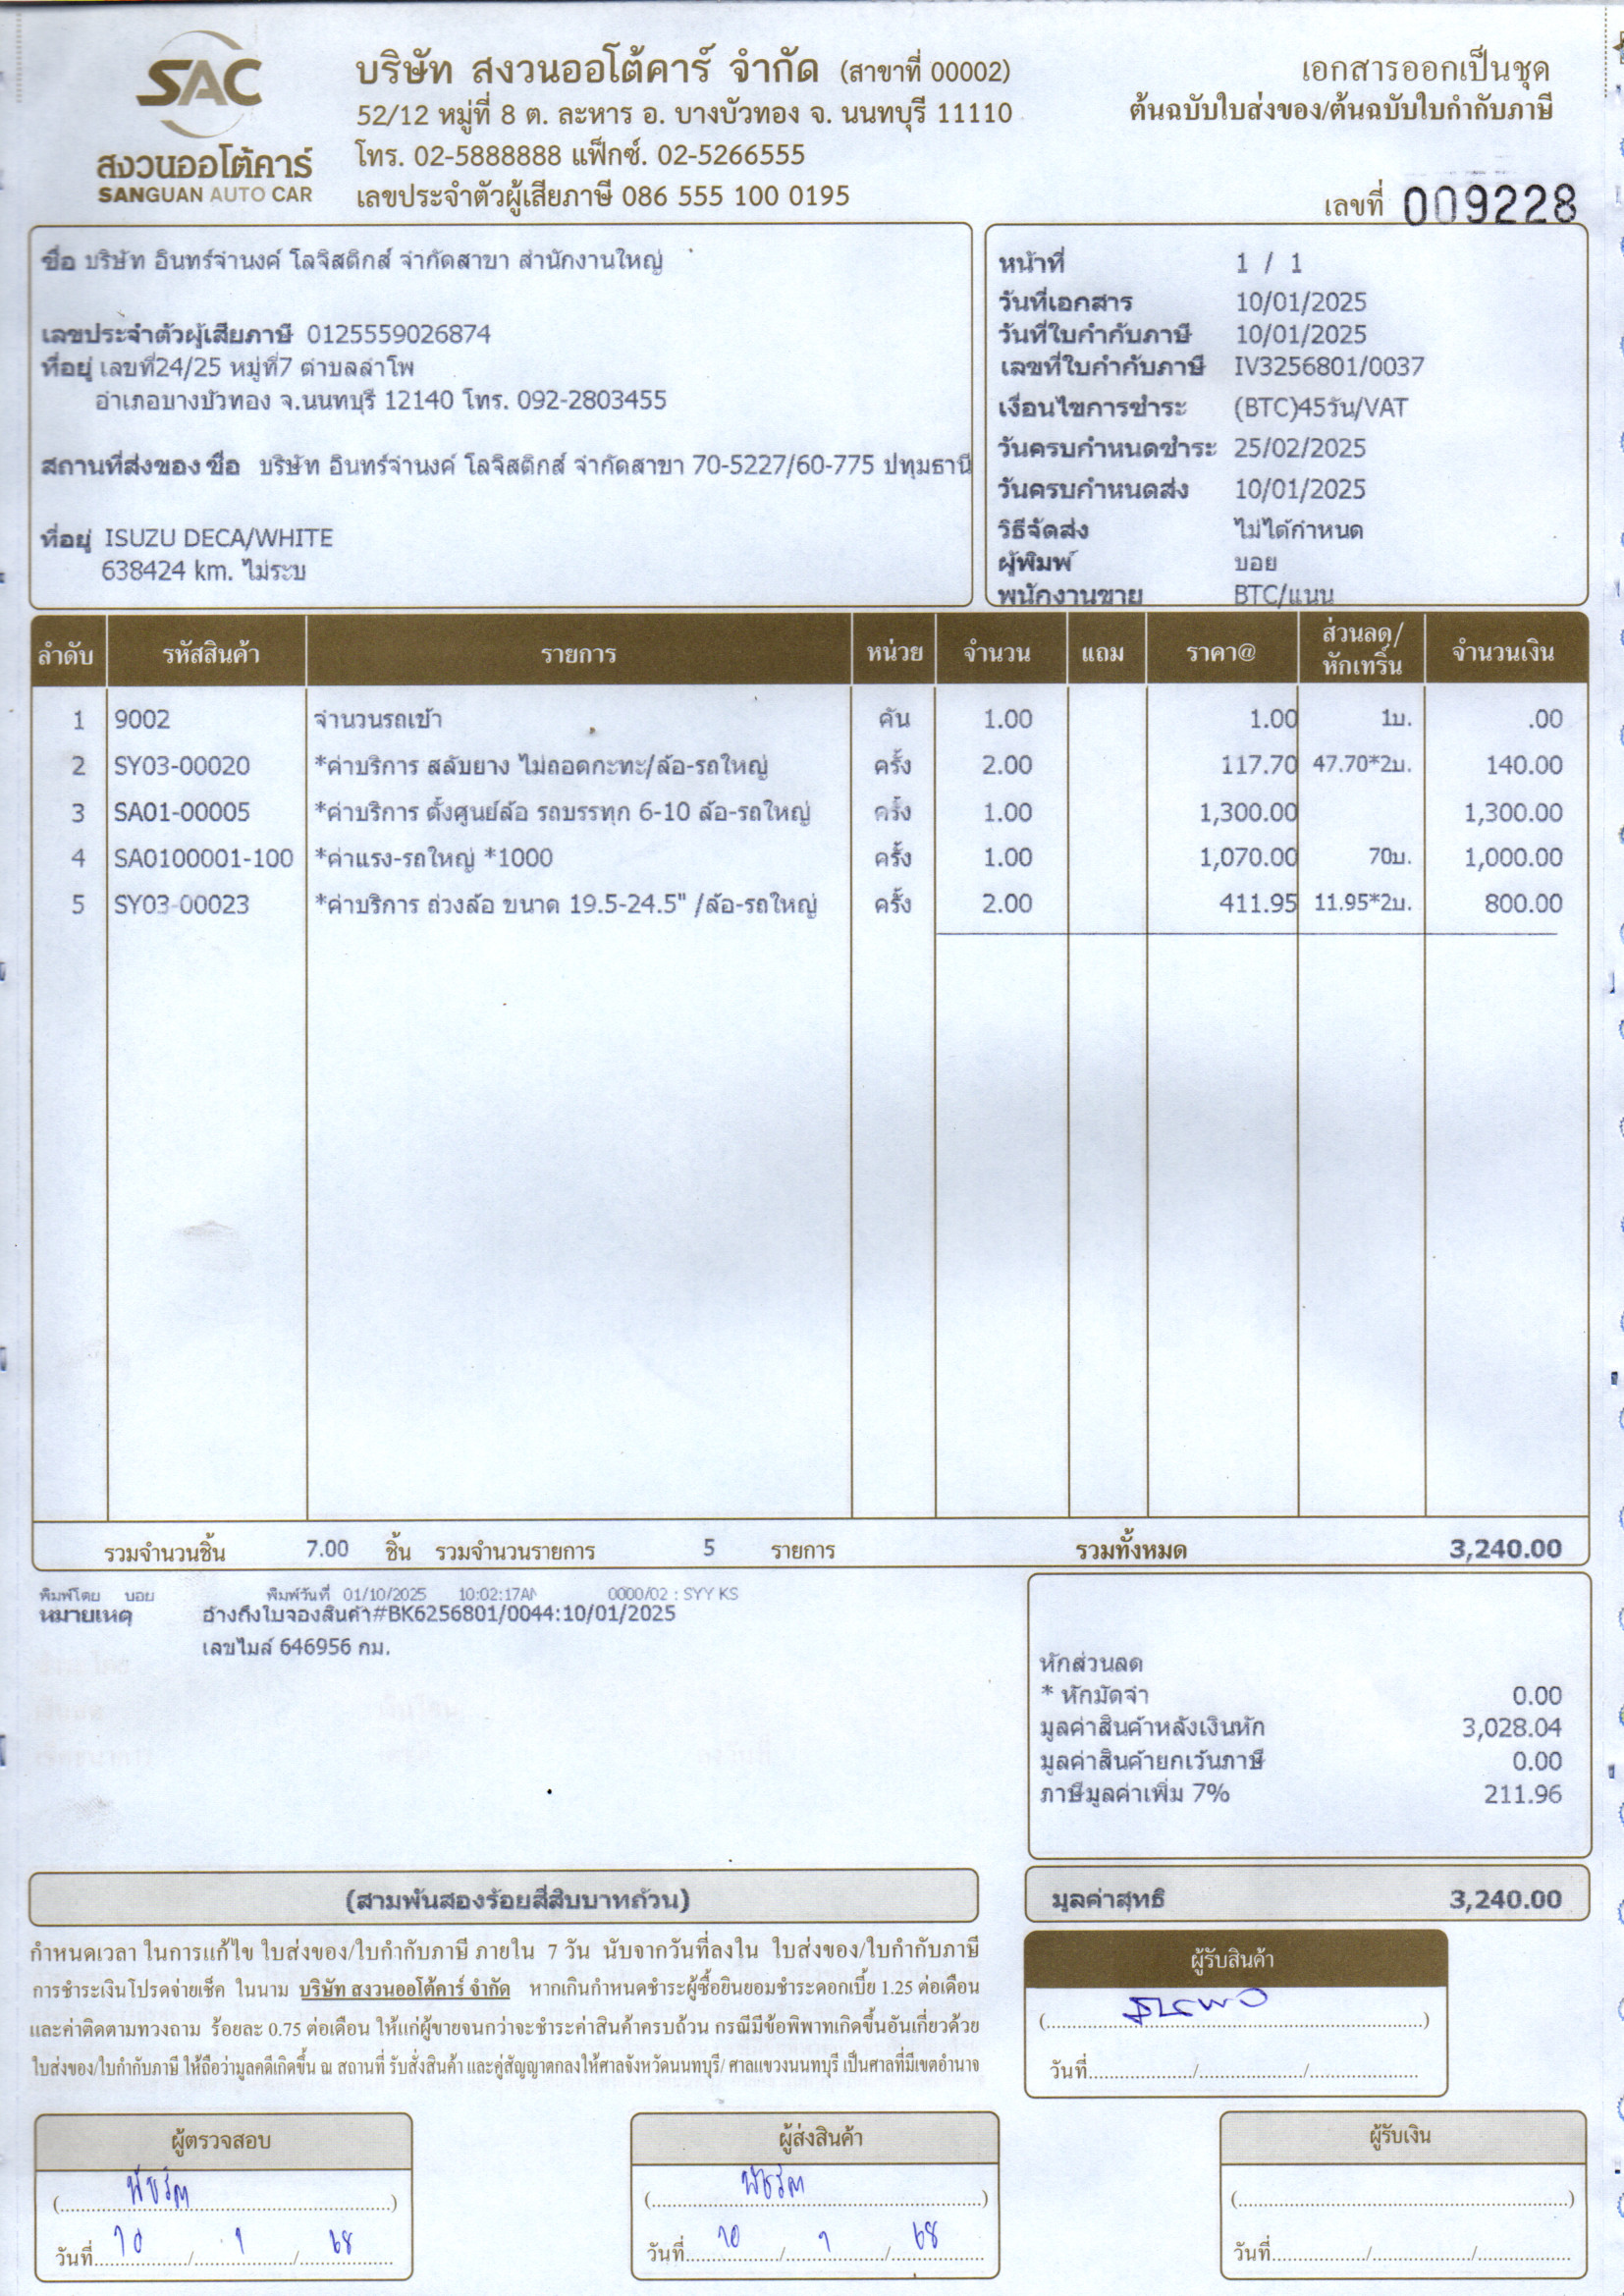 SAC
สงวนออโต้คาร์
SANGUAN AUTO CAR
บริษัท สงวนออโต้คาร์ จำกัด (สาขาที่ 00002)
52/12 หมู่ที่ 8 ต. ละหาร อ. บางบัวทอง จ. นนทบุรี 11110
โทร. 02-5888888 แฟ็กซ์. 02-5266555
เลขประจำตัวผู้เสียภาษี 086 555 100 0195
เอกสารออกเป็นชุด
ต้นฉบับใบส่งของ/ต้นฉบับใบกำกับภาษี
เลขที่ 009228
ชื่อ บริษัท อินทร์จำนงค์ โลจิสติกส์ จำกัดสาขา สำนักงานใหญ่
เลขประจำตัวผู้เสียภาษี 0125559026874
ที่อยู่ เลขที่24/25 หมู่ที่7 ตำบลลำโพ
อำเภอบางบัวทอง จ.นนทบุรี 12140 โทร. 092-2803455
สถานที่ส่งของ ชื่อ บริษัท อินทร์จำนงค์ โลจิสติกส์ จำกัดสาขา 70-5227/60-775 ปทุมธานี
ที่อยู่ ISUZU DECA/WHITE
638424 km. ไม่ระบ
หน้าที่ 1 / 1
วันที่เอกสาร 10/01/2025
วันที่ใบกำกับภาษี 10/01/2025
เลขที่ใบกำกับภาษี IV3256801/0037
เงื่อนไขการชำระ (BTC)45วัน/VAT
วันครบกำหนดชำระ 25/02/2025
วันครบกำหนดส่ง 10/01/2025
วิธีจัดส่ง ไม่ได้กำหนด
ผู้พิมพ์ บอย
พนักงานขาย BTC/แนน
ลำดับ รหัสสินค้า รายการ หน่วย จำนวน แถม ราคา@ ส่วนลด/หักเทริ์น จำนวนเงิน
1 9002 จำนวนรถเข้า คัน 1.00 1.00 1บ. .00
2 SY03-00020 *ค่าบริการ สลับยาง ไม่ถอดกะทะ/ล้อ-รถใหญ่ ครั้ง 2.00 117.70 47.70*2บ. 140.00
3 SA01-00005 *ค่าบริการ ตั้งศูนย์ล้อ รถบรรทุก 6-10 ล้อ-รถใหญ่ ครั้ง 1.00 1,300.00 1,300.00
4 SA0100001-100 *ค่าแรง-รถใหญ่ *1000 ครั้ง 1.00 1,070.00 70บ. 1,000.00
5 SY03-00023 *ค่าบริการ ถ่วงล้อ ขนาด 19.5-24.5" /ล้อ-รถใหญ่ ครั้ง 2.00 411.95 11.95*2บ. 800.00
รวมจำนวนชิ้น 7.00 ชิ้น รวมจำนวนรายการ 5 รายการ รวมทั้งหมด 3,240.00
พิมพ์โดย บอย พิมพ์วันที่ 01/10/2025 10:02:17AM 0000/02 : SYY KS
หมายเหตุ อ้างถึงใบจองสินค้า#BK6256801/0044:10/01/2025
เลขไมล์ 646956 กม.
หักส่วนลด
* หักมัดจำ 0.00
มูลค่าสินค้าหลังเงินหัก 3,028.04
มูลค่าสินค้ายกเว้นภาษี 0.00
ภาษีมูลค่าเพิ่ม 7% 211.96
(สามพันสองร้อยสี่สิบบาทถ้วน)
มูลค่าสุทธิ 3,240.00
กำหนดเวลา ในการแก้ไข ใบส่งของ/ใบกำกับภาษี ภายใน 7 วัน นับจากวันที่ลงใน ใบส่งของ/ใบกำกับภาษี
การชำระเงินโปรดจ่ายเช็ค ในนาม บริษัท สงวนออโต้คาร์ จำกัด หากเกินกำหนดชำระผู้ซื้อยินยอมชำระดอกเบี้ย 1.25 ต่อเดือน
และค่าติดตามทวงถาม ร้อยละ 0.75 ต่อเดือน ให้แก่ผู้ขายจนกว่าจะชำระค่าสินค้าครบถ้วน กรณีมีข้อพิพาทเกิดขึ้นอันเกี่ยวด้วย
ใบส่งของ/ใบกำกับภาษี ให้ถือว่ามูลคดีเกิดขึ้น ณ สถานที่ รับสั่งสินค้า และคู่สัญญาตกลงให้ศาลจังหวัดนนทบุรี/ ศาลแขวงนนทบุรี เป็นศาลที่มีเขตอำนาจ
ผู้รับสินค้า
วันที่
ผู้ตรวจสอบ
วันที่ 10 / 1 / 68
ผู้ส่งสินค้า
วันที่ 10 / 1 / 68
ผู้รับเงิน
วันที่